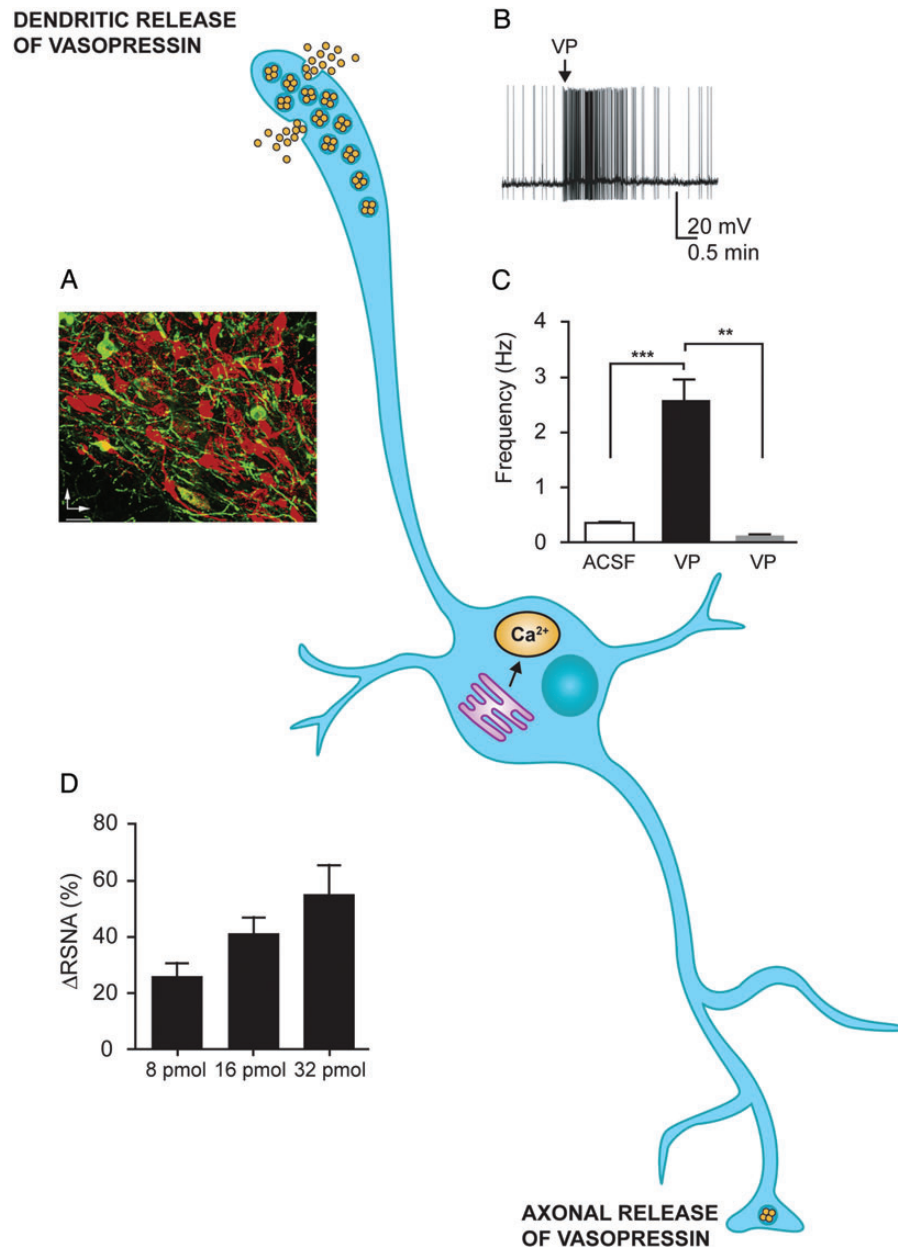 DENDRITIC RELEASE
OF VASOPRESSIN
B
VP
20 mV
0.5 min
A
C
Frequency (Hz)
4
3
2
1
0
***
**
ACSF
VP
VP
Ca²⁺
D
ΔRSNA (%)
80
60
40
20
0
8 pmol
16 pmol
32 pmol
AXONAL RELEASE
OF VASOPRESSIN